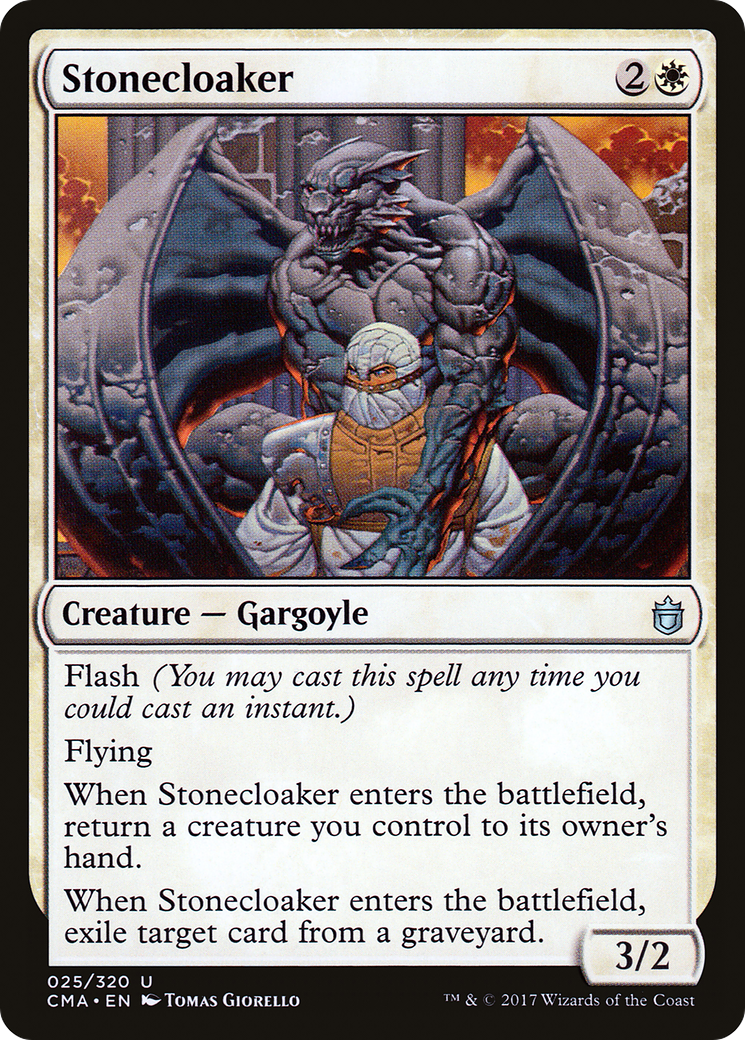 Stonecloaker 2
Creature — Gargoyle
Flash (You may cast this spell any time you
could cast an instant.)
Flying
When Stonecloaker enters the battlefield,
return a creature you control to its owner's
hand.
When Stonecloaker enters the battlefield,
exile target card from a graveyard.
3/2
025/320 U
CMA • EN Tomas Giorello
™ & © 2017 Wizards of the Coast